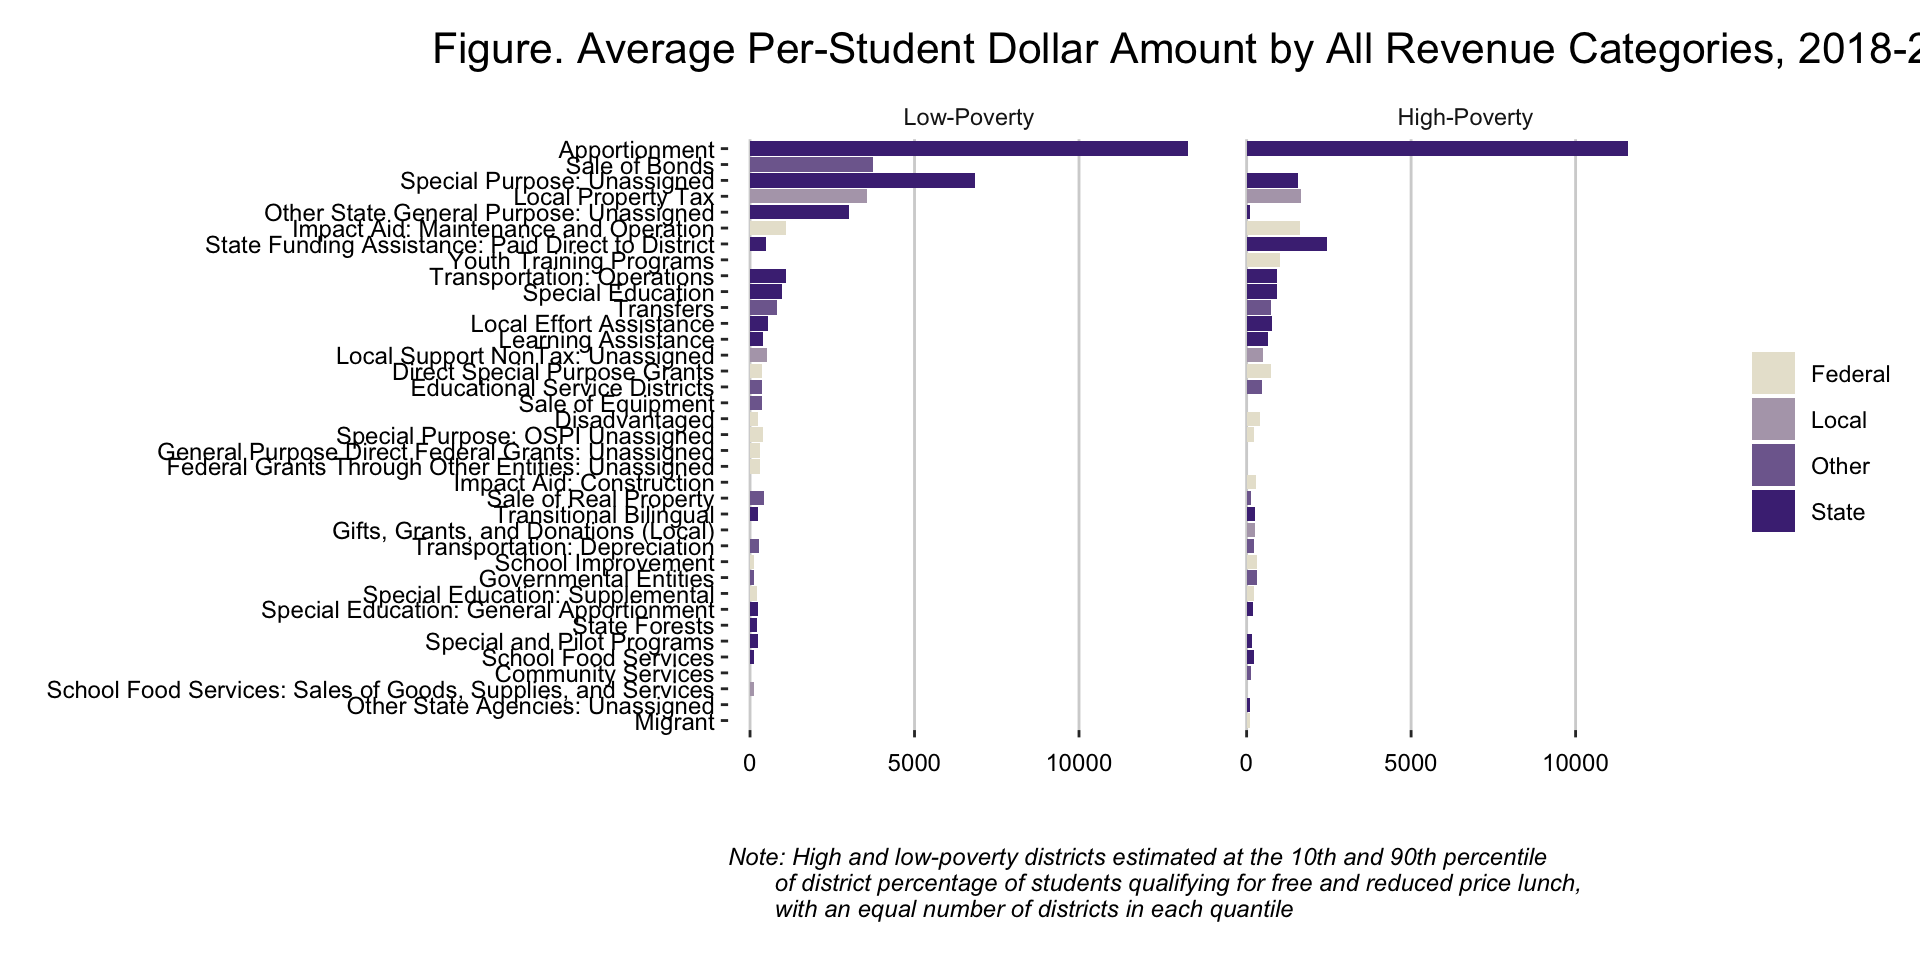 Figure. Average Per-Student Dollar Amount by All Revenue Categories, 2018-2
Low-Poverty
High-Poverty
Apportionment
Sale of Bonds
Special Purpose: Unassigned
Local Property Tax
Other State General Purpose: Unassigned
Impact Aid: Maintenance and Operation
State Funding Assistance: Paid Direct to District
Youth Training Programs
Transportation: Operations
Special Education
Transfers
Local Effort Assistance
Learning Assistance
Local Support NonTax: Unassigned
Direct Special Purpose Grants
Educational Service Districts
Sale of Equipment
Disadvantaged
Special Purpose: OSPI Unassigned
General Purpose Direct Federal Grants: Unassigned
Federal Grants Through Other Entities: Unassigned
Impact Aid: Construction
Sale of Real Property
Transitional Bilingual
Gifts, Grants, and Donations (Local)
Transportation: Depreciation
School Improvement
Governmental Entities
Special Education: Supplemental
Special Education: General Apportionment
State Forests
Special and Pilot Programs
School Food Services
Community Services
School Food Services: Sales of Goods, Supplies, and Services
Other State Agencies: Unassigned
Migrant
0 5000 10000
0 5000 10000
Federal
Local
Other
State
Note: High and low-poverty districts estimated at the 10th and 90th percentile
of district percentage of students qualifying for free and reduced price lunch,
with an equal number of districts in each quantile